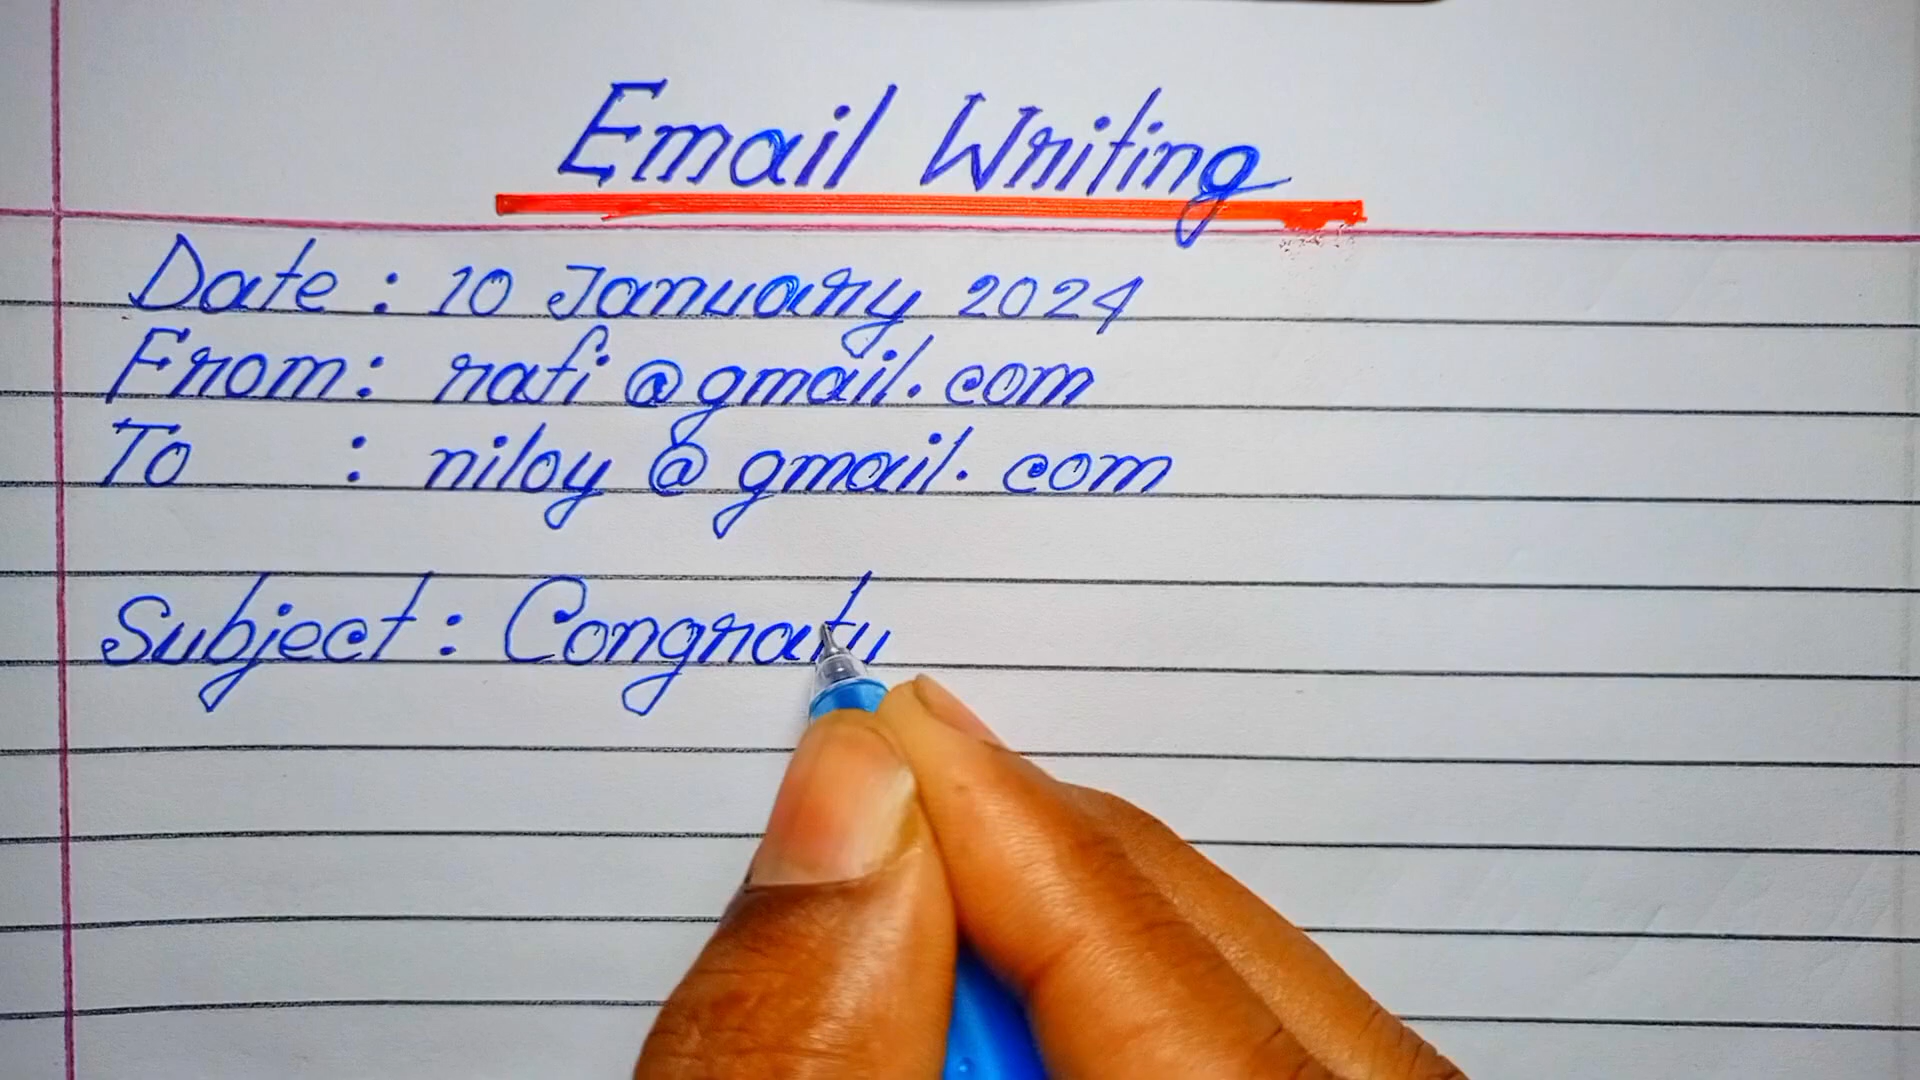 Email Writing
Date : 10 January 2024
From : rafi @ gmail. com
To : niloy @ gmail. com
Subject : Congratu